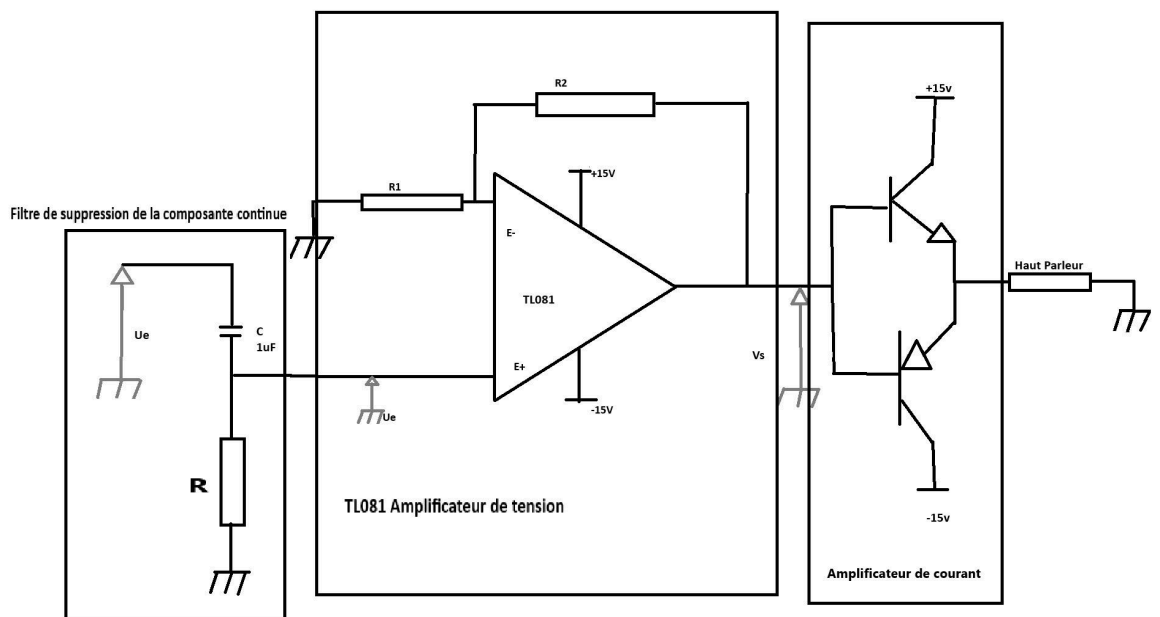 Filtre de suppression de la composante continue
Ue
C
1uF
R
R1
R2
+15V
E-
TL081
E+
-15V
Ue
TL081 Amplificateur de tension
Vs
+15v
-15v
Amplificateur de courant
Haut Parleur